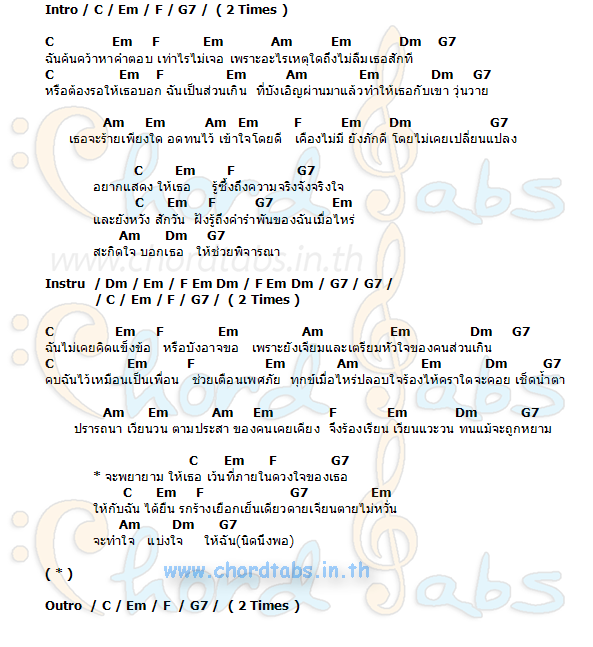 Intro / C / Em / F / G7 / ( 2 Times )
C Em F Em Am Em Dm G7
ฉันค้นคว้าหาคำตอบ เท่าไรไม่เจอ เพราะอะไรเหตุใดถึงไม่ลืมเธอสักที
C Em F Em Am Em Dm G7
หรือต้องรอให้เธอบอก ฉันเป็นส่วนเกิน ที่บังเอิญผ่านมาแล้วทำให้เธอกับเขา วุ่นวาย
Am Em Am Em F Em Dm G7
เธอจะร้ายเพียงใด อดทนไว้ เข้าใจโดยดี เคืองไม่มี ยังภักดี โดยไม่เคยเปลี่ยนแปลง
C Em F G7
อยากแสดง ให้เธอ รู้ซึ้งถึงความจริงจังจริงใจ
C Em F G7 Em
และยังหวัง สักวัน ฝังรู้ถึงคำรำพันของฉันเมื่อไหร่
Am Dm G7
สะกิดใจ บอกเธอ ให้ช่วยพิจารณา
www.chordtabs.in.th
Instru / Dm / Em / F Em Dm / F Em Dm / G7 / G7 /
/ C / Em / F / G7 / ( 2 Times )
C Em F Em Am Em Dm G7
ฉันไม่เคยคิดแข็งข้อ หรือบังอาจขอ เพราะยังเจียมและเตรียมหัวใจของคนส่วนเกิน
C Em F Em Am Em Dm G7
คบฉันไว้เหมือนเป็นเพื่อน ช่วยเตือนเพศภัย ทุกข์เมื่อไหร่ปลอบใจร้องไห้คราใดจะคอย เช็ดน้ำตา
Am Em Am Em F Em Dm G7
ปรารถนา เวียนวน ตามประสา ของคนเคยเคียง จึงร้องเรียน เวียนแวะวน ทนแม้จะถูกหยาม
C Em F G7
* จะพยายาม ให้เธอ เว้นที่ภายในดวงใจของเธอ
C Em F G7 Em
ให้กับฉัน ได้ยืน รกร้างเยือกเย็นเดียวดายเจียนตายไม่หวั่น
Am Dm G7
จะทำใจ แบ่งใจ ให้ฉัน(นิดนึงพอ)
( * )
www.chordtabs.in.th
Outro / C / Em / F / G7 / ( 2 Times )